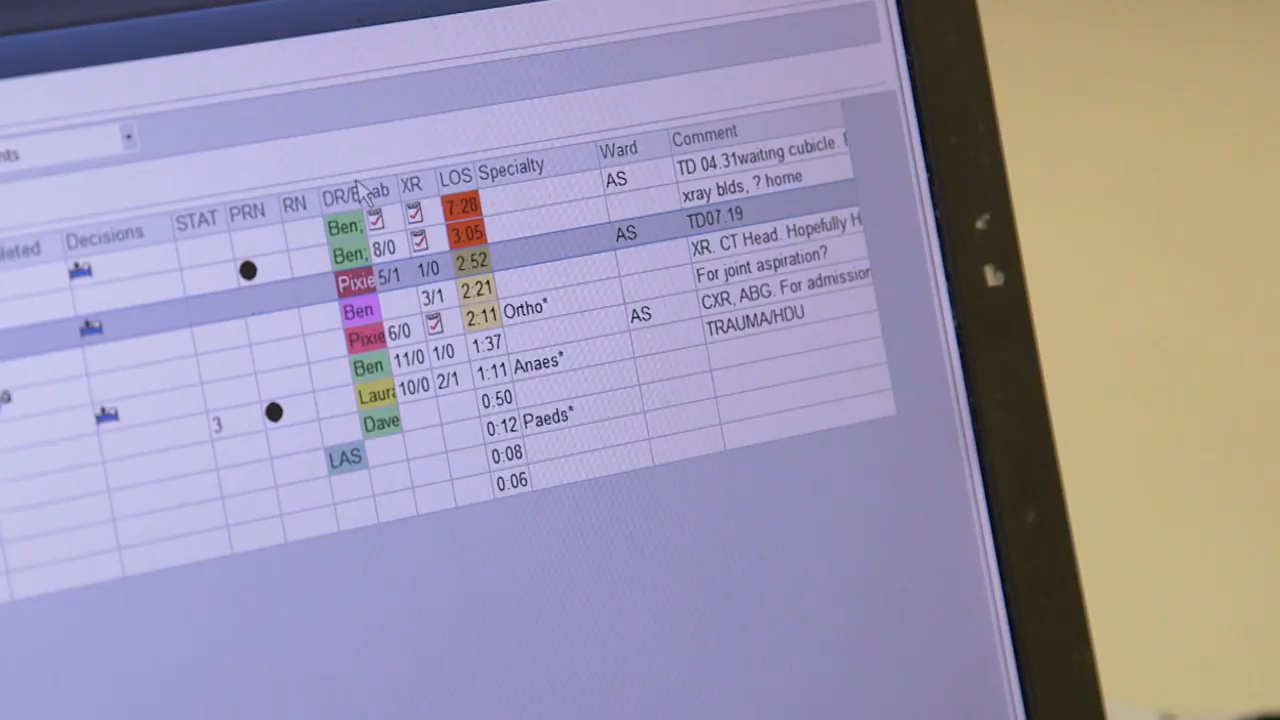 nts
leted Decisions STAT PRN RN DR/E ab XR LOS Specialty Ward Comment
Ben; 7:28 AS TD 04.31waiting cubicle.
Ben; 8/0 3:05 xray blds, ? home
Pixie 5/1 1/0 2:52 AS TD07.19
Ben 3/1 2:21 XR. CT Head. Hopefully H
Pixie 6/0 2:11 Ortho* For joint aspiration?
Ben 11/0 1/0 1:37 AS CXR, ABG. For admission
3 Laura 10/0 2/1 1:11 Anaes* TRAUMA/HDU
Dave 0:50
LAS 0:12 Paeds*
0:08
0:06